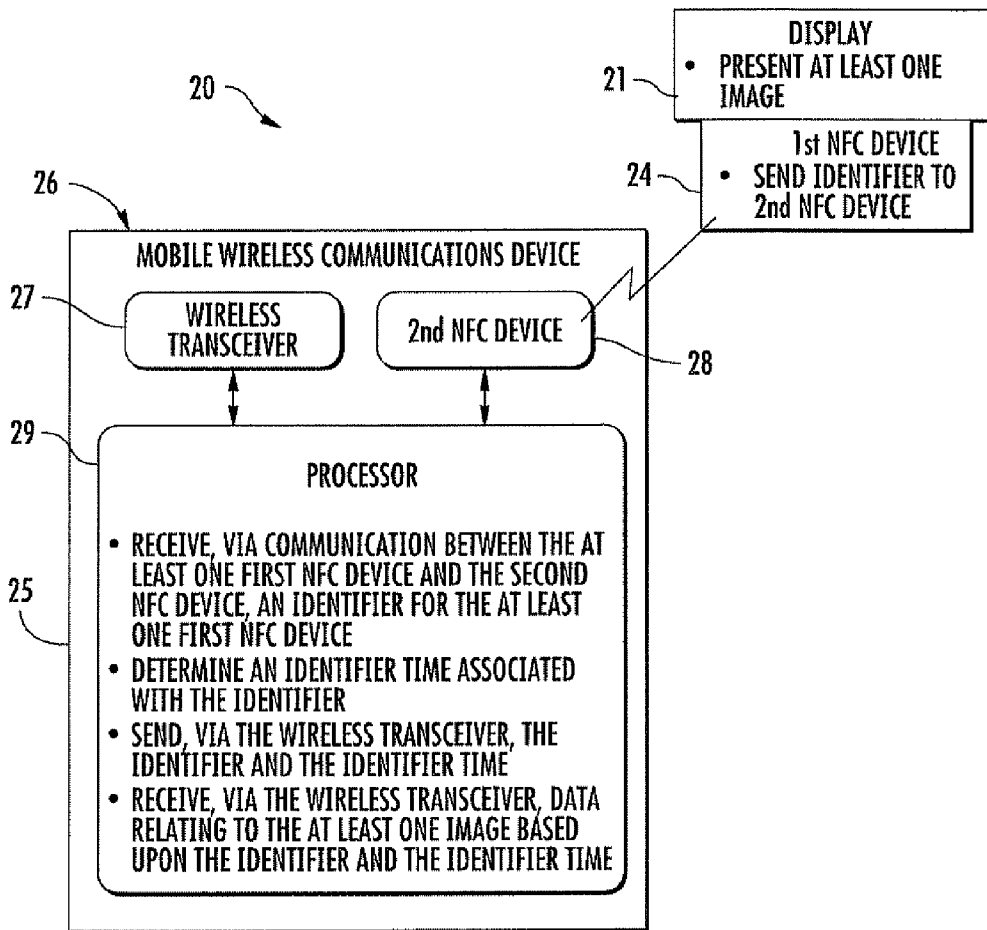 DISPLAY
• PRESENT AT LEAST ONE
IMAGE
21
20
1st NFC DEVICE
• SEND IDENTIFIER TO
2nd NFC DEVICE
24
26
MOBILE WIRELESS COMMUNICATIONS DEVICE
27
WIRELESS
TRANSCEIVER
2nd NFC DEVICE
28
29
PROCESSOR
• RECEIVE, VIA COMMUNICATION BETWEEN THE AT
LEAST ONE FIRST NFC DEVICE AND THE SECOND
NFC DEVICE, AN IDENTIFIER FOR THE AT LEAST
ONE FIRST NFC DEVICE
25
• DETERMINE AN IDENTIFIER TIME ASSOCIATED
WITH THE IDENTIFIER
• SEND, VIA THE WIRELESS TRANSCEIVER, THE
IDENTIFIER AND THE IDENTIFIER TIME
• RECEIVE, VIA THE WIRELESS TRANSCEIVER, DATA
RELATING TO THE AT LEAST ONE IMAGE BASED
UPON THE IDENTIFIER AND THE IDENTIFIER TIME